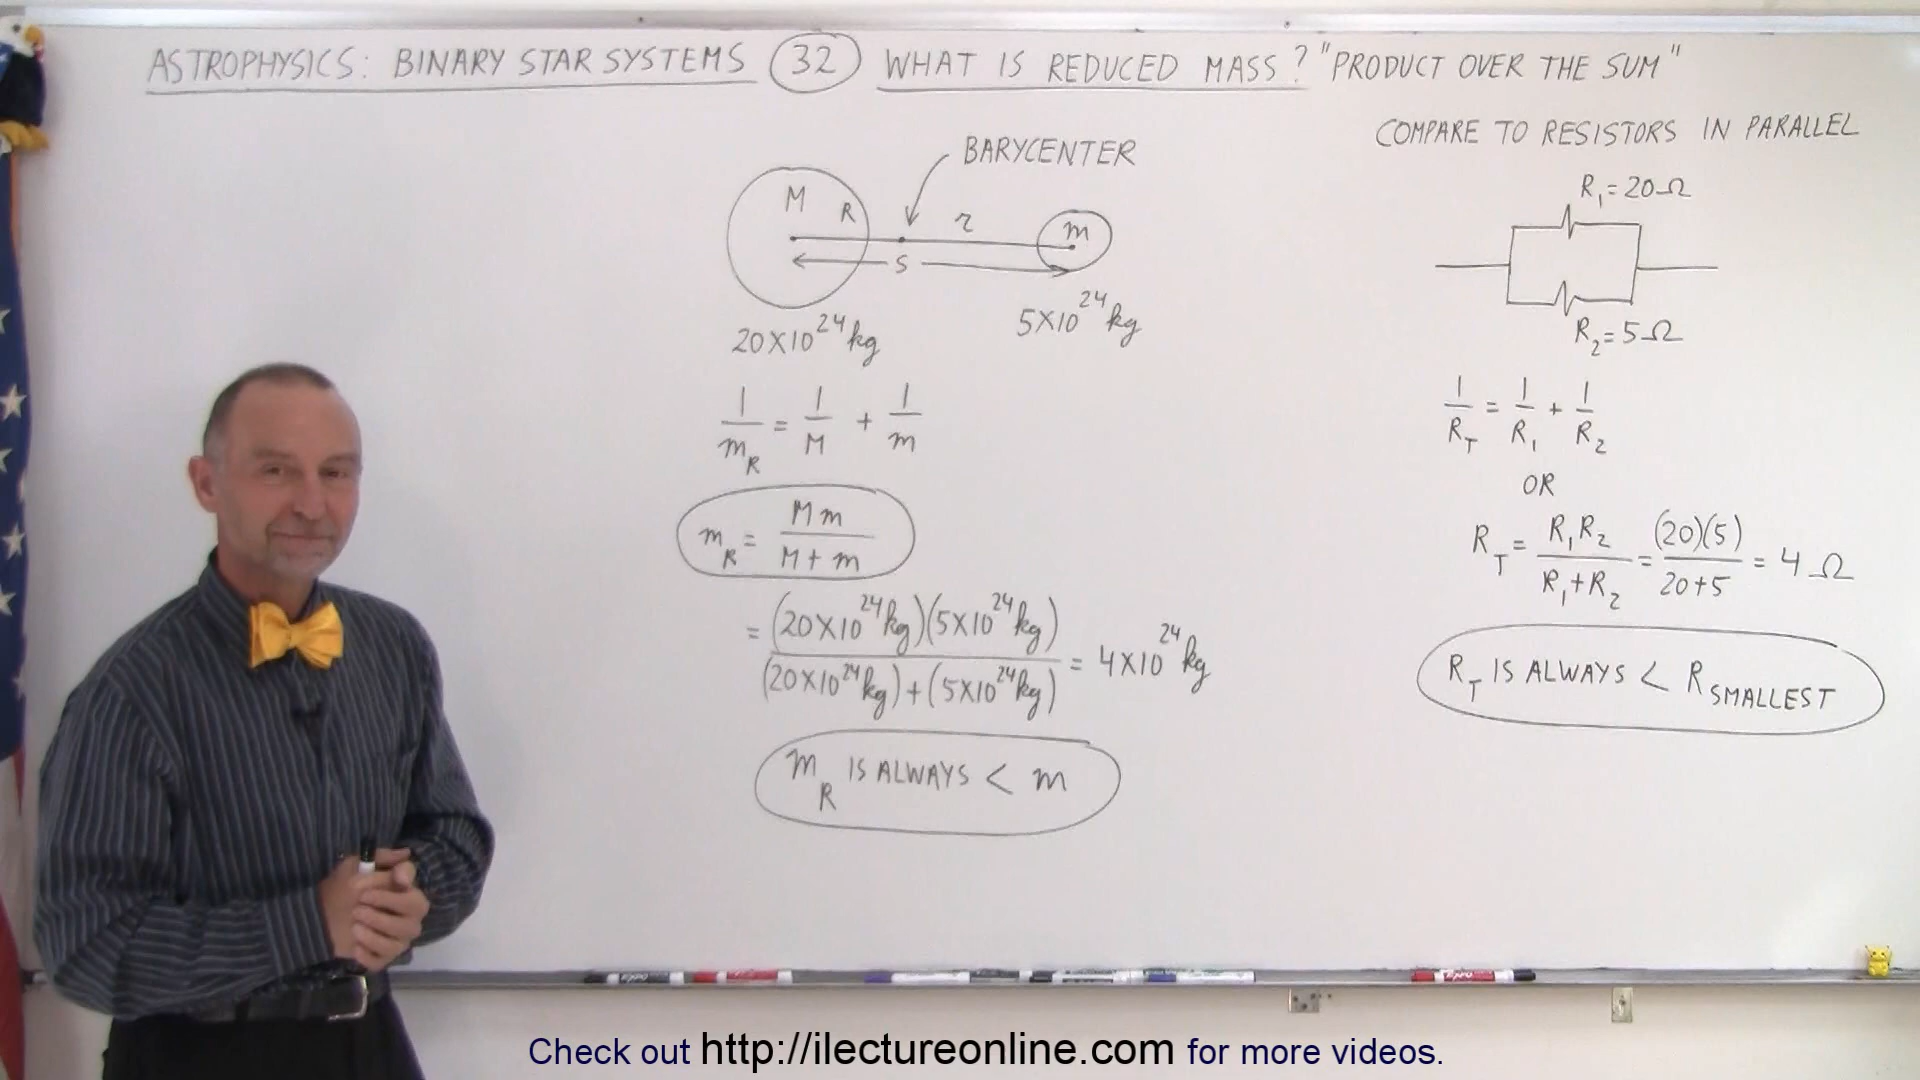 ASTROPHYSICS: BINARY STAR SYSTEMS 32 WHAT IS REDUCED MASS? "PRODUCT OVER THE SUM"
BARYCENTER
M
R
r
m
S
20X10^24 kg
5X10^24 kg
1/m_R = 1/M + 1/m
m_R = Mm/(M+m)
= (20X10^24 kg)(5X10^24 kg)/((20X10^24 kg)+(5X10^24 kg)) = 4X10^24 kg
m_R IS ALWAYS < m
COMPARE TO RESISTORS IN PARALLEL
R_1 = 20Ω
R_2 = 5Ω
1/R_T = 1/R_1 + 1/R_2
OR
R_T = R_1R_2/(R_1+R_2) = (20)(5)/(20+5) = 4 Ω
R_T IS ALWAYS < R_SMALLEST
Check out http://ilectureonline.com for more videos.